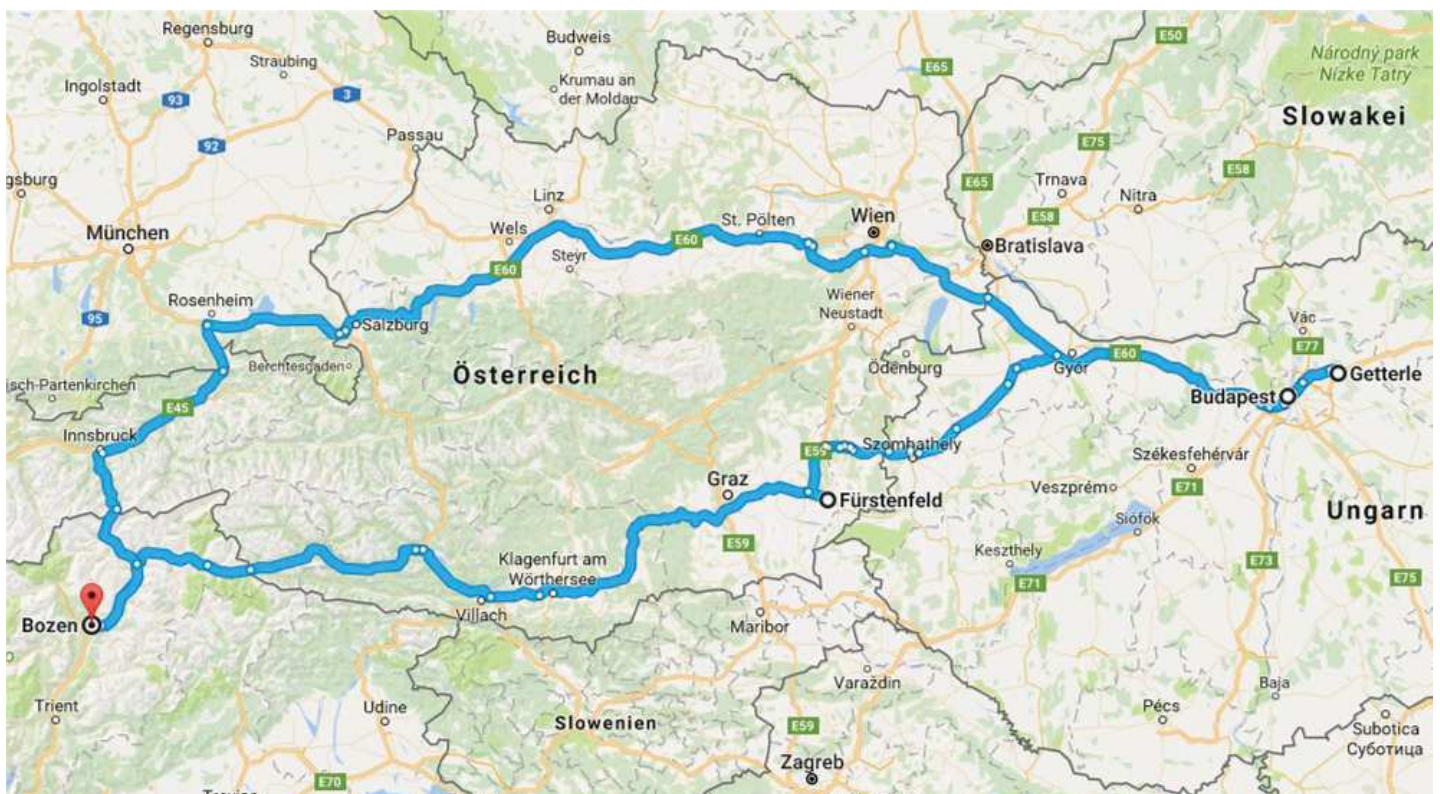 Regensburg
Budweis
E50
Národný park
Nízke Tatry
Straubing
E65
Ingolstadt
93
3
Krumau an
der Moldau
Slowakei
92
Passau
E75
E58
gsburg
E65
Trnava
Nitra
Linz
E58
München
Wels
E60
St. Pölten
Wien
Bratislava
E60
Steyr
95
Rosenheim
Salzburg
Wiener
Neustadt
Vác
E77
Berchtesgaden
Österreich
Ödenburg
Györ
E60
Getterle
asch-Partenkirchen
E45
Budapest
Innsbruck
E59
Szombathely
Székesfehérvár
Graz
Fürstenfeld
Veszprém
E71
Siófok
Ungarn
E59
Klagenfurt am
Wörthersee
Keszthely
E71
E73
E75
Villach
Bozen
Maribor
Varaždin
Baja
Trient
Udine
Slowenien
E59
Pécs
Subotica
Суботица
Zagreb
E70